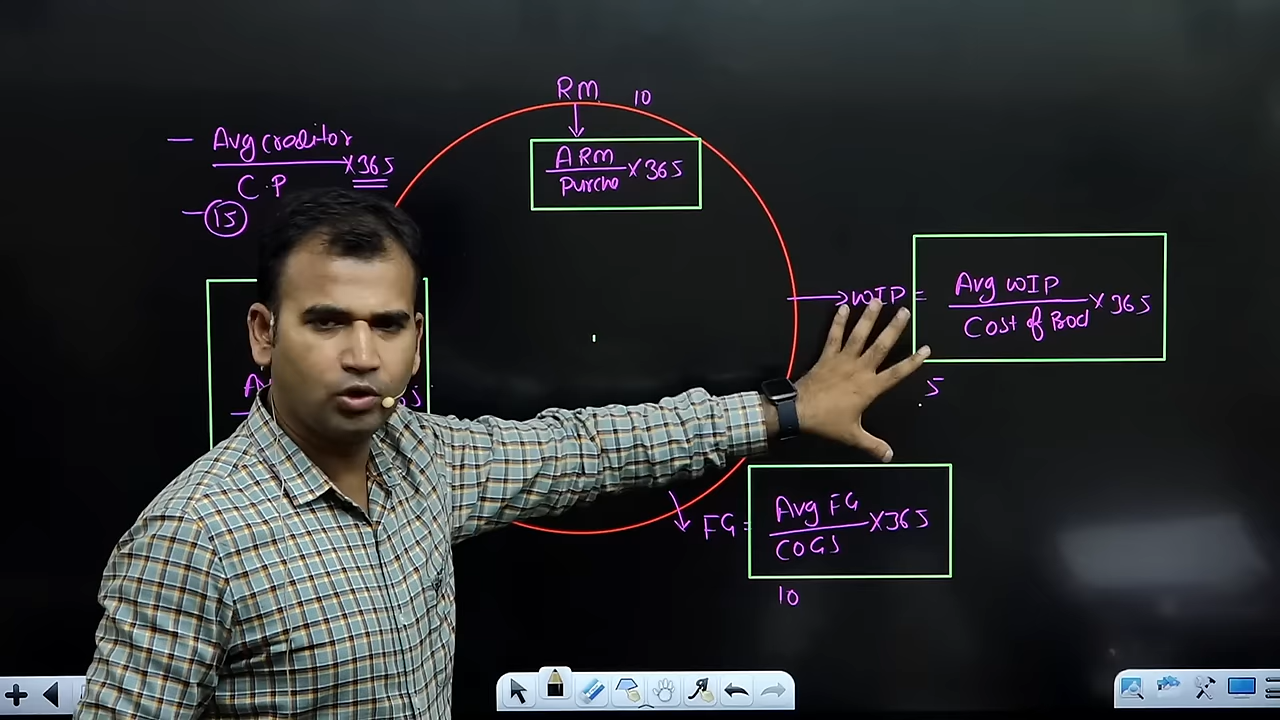 Rm 10
ARm
Purcha × 365
— Avg creditor
C.P × 365
— 15
→ WIP = Avg WIP
Cost of Prod × 365
5
FG = Avg FG
COGS × 365
10